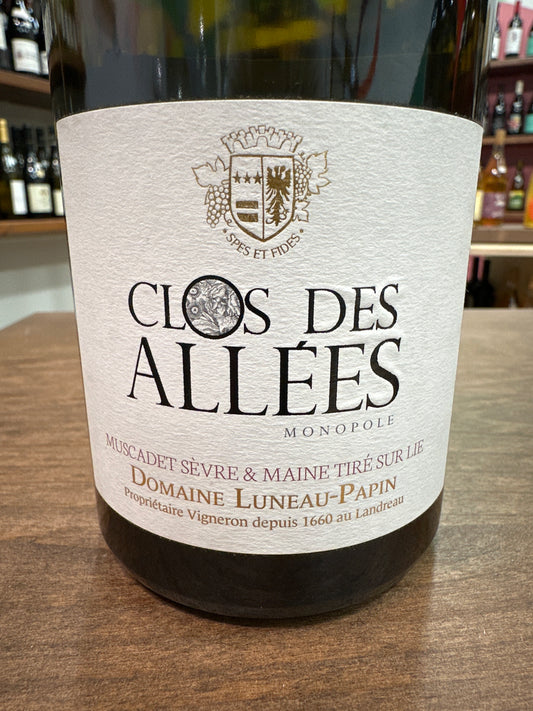 SPES ET FIDES
CLOS DES
ALLÉES
MONOPOLE
MUSCADET SÈVRE & MAINE TIRÉ SUR LIE
DOMAINE LUNEAU-PAPIN
Propriétaire Vigneron depuis 1660 au Landreau